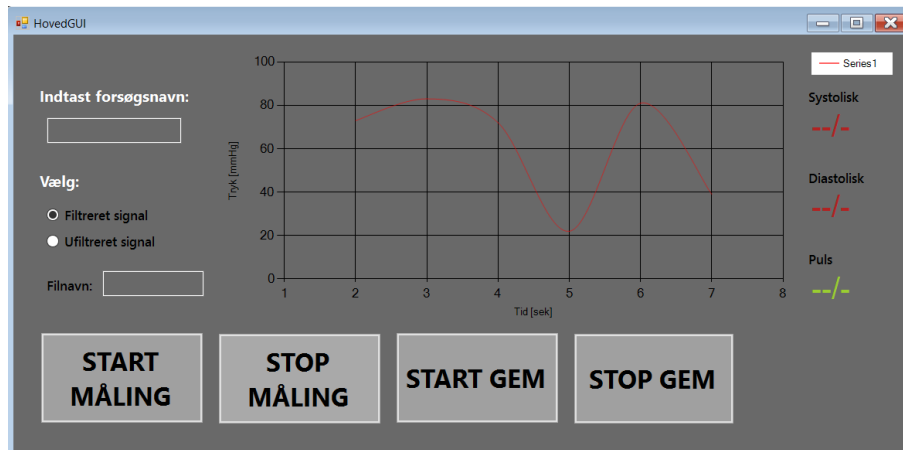 HovedGUI
Indtast forsøgsnavn:
Vælg:
Filtreret signal
Ufiltreret signal
Filnavn:
100
80
60
40
20
0
Tryk [mmHg]
1 2 3 4 5 6 7 8
Tid [sek]
Series1
Systolisk
--/-
Diastolisk
--/-
Puls
--/-
START
MÅLING
STOP
MÅLING
START GEM
STOP GEM